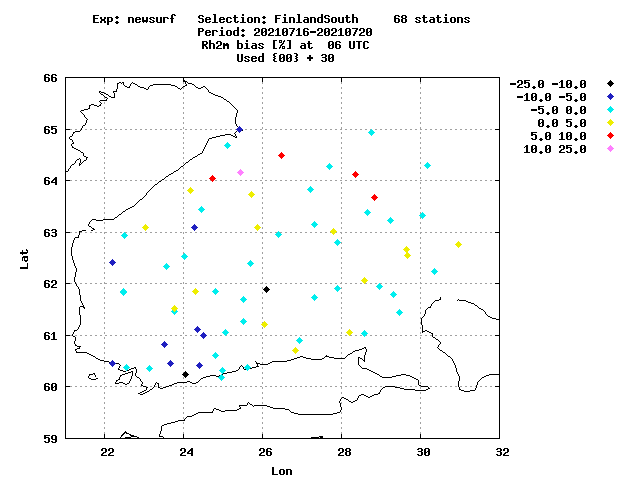 Exp: newsurf   Selection: FinlandSouth     68 stations
Period: 20210716-20210720
Rh2m bias [%] at  06 UTC
Used {00} + 30
-25.0 -10.0
-10.0 -5.0
-5.0 0.0
0.0 5.0
5.0 10.0
10.0 25.0
66
65
64
63
62
61
60
59
Lat
22 24 26 28 30 32
Lon